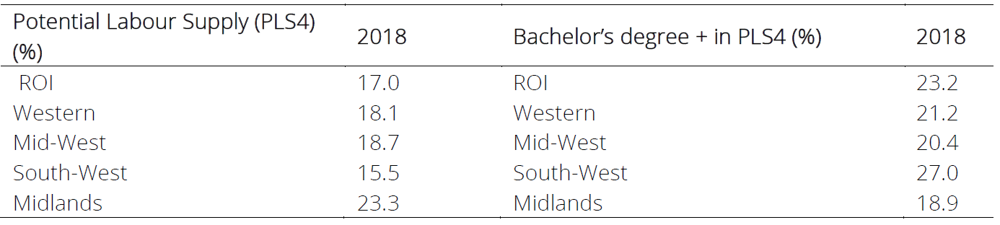 Potential Labour Supply (PLS4) (%) 2018 Bachelor’s degree + in PLS4 (%) 2018
ROI 17.0 ROI 23.2
Western 18.1 Western 21.2
Mid-West 18.7 Mid-West 20.4
South-West 15.5 South-West 27.0
Midlands 23.3 Midlands 18.9